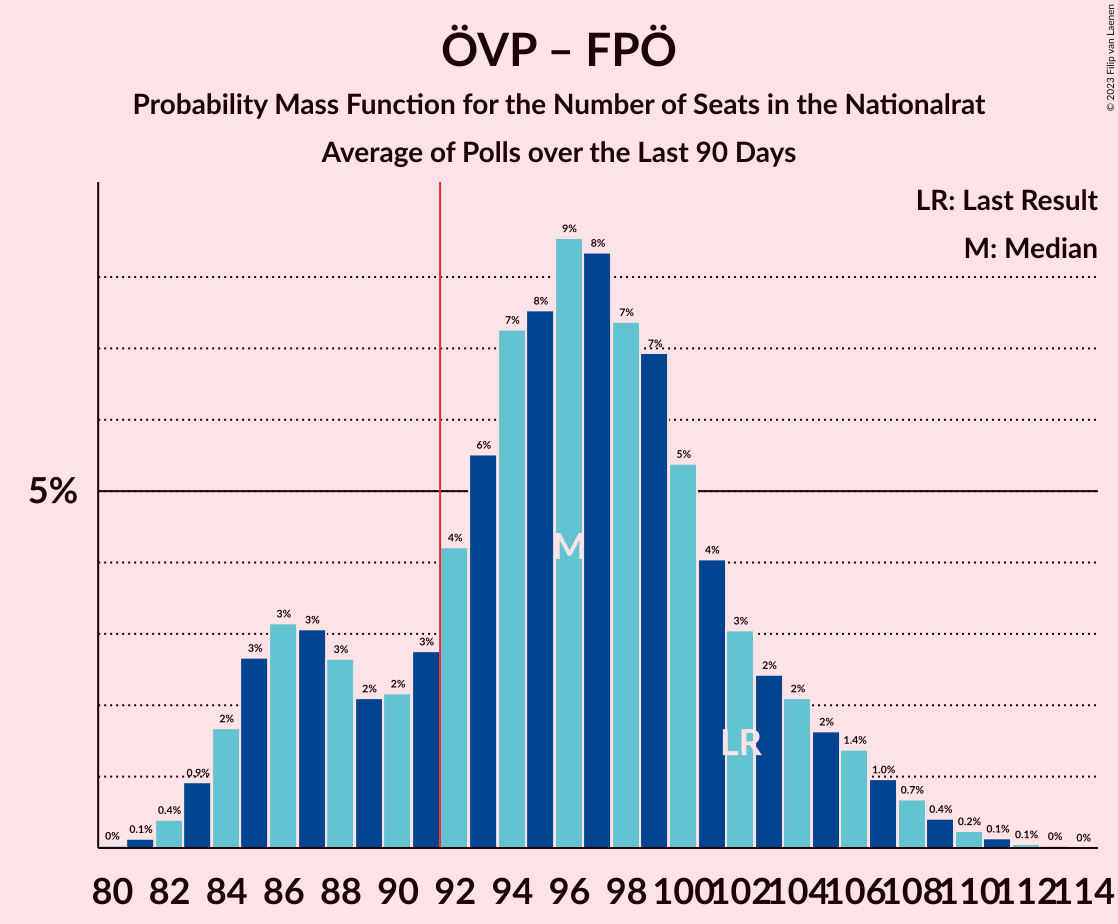 ÖVP – FPÖ
Probability Mass Function for the Number of Seats in the Nationalrat
Average of Polls over the Last 90 Days
© 2023 Filip van Laenen
LR: Last Result
M: Median
5%
0% 0.1% 0.4% 0.9% 2% 3% 3% 3% 3% 2% 2% 3% 4% 6% 7% 8% 9% 8% 7% 7% 5% 4% 3% 2% 2% 2% 1.4% 1.0% 0.7% 0.4% 0.2% 0.1% 0.1% 0% 0%
M
LR
80 82 84 86 88 90 92 94 96 98 100 102 104 106 108 110 112 114